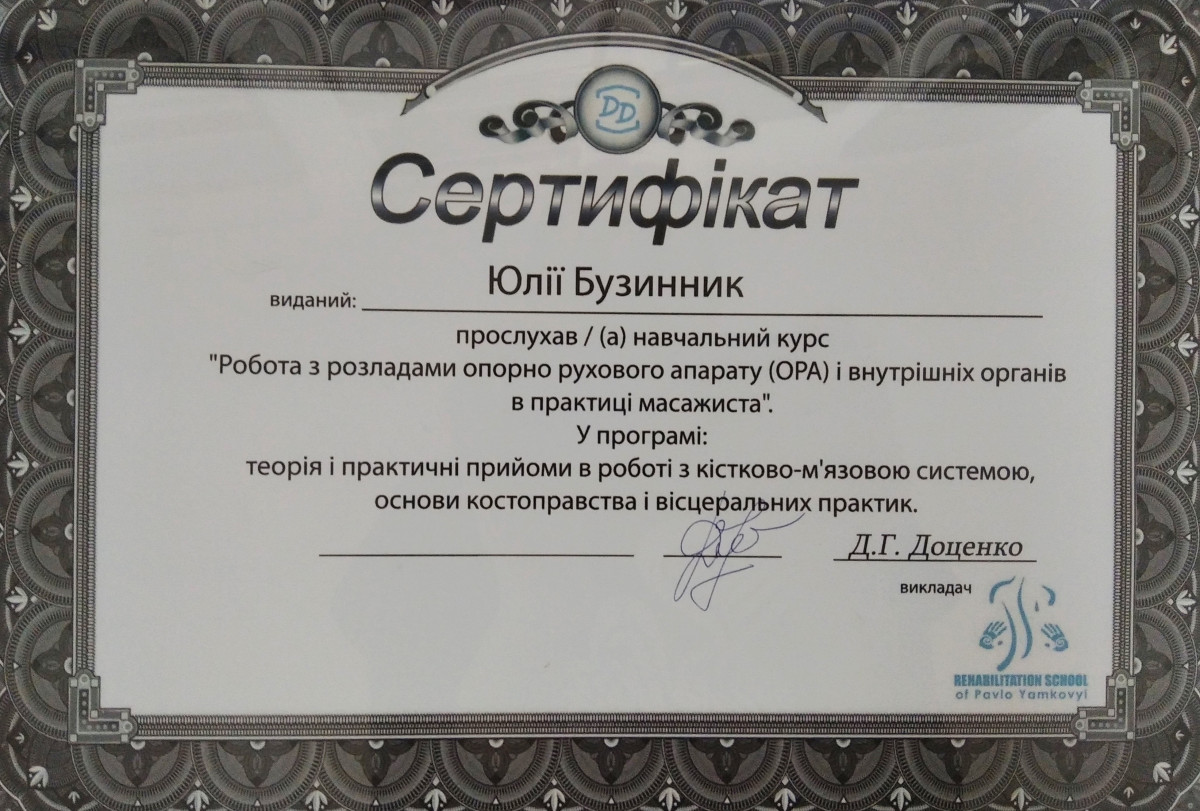 DD
Сертифікат
Юлії Бузинник
виданий:
прослухав / (а) навчальний курс
"Робота з розладами опорно рухового апарату (ОРА) і внутрішніх органів
в практиці масажиста".
У програмі:
теорія і практичні прийоми в роботі з кістково-м'язовою системою,
основи костоправства і вісцеральних практик.
Д.Г. Доценко
викладач
REHABILITATION SCHOOL
of Pavlo Yamkovyi